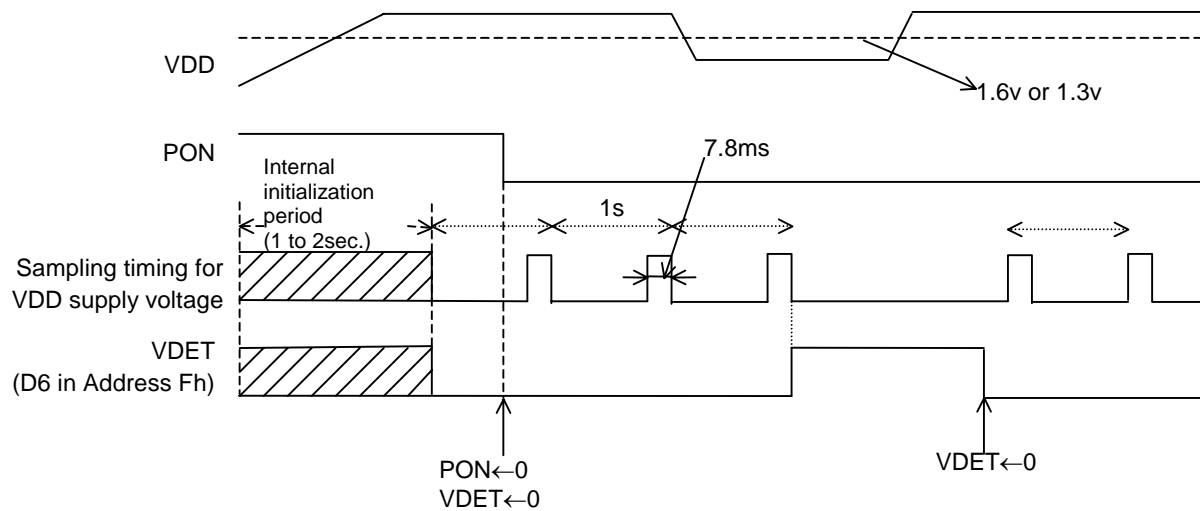 VDD
1.6v or 1.3v
PON
7.8ms
Internal
initialization
period
(1 to 2sec.)
1s
Sampling timing for
VDD supply voltage
VDET
(D6 in Address Fh)
PON←0
VDET←0
VDET←0